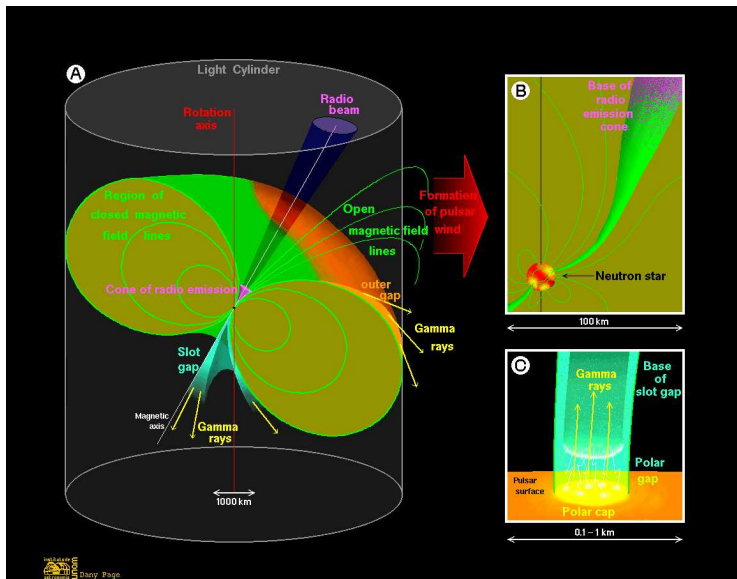 A
Light Cylinder
Rotation
axis
Radio
beam
Region of
closed magnetic
field lines
Open
magnetic field
lines
Formation
of pulsar
wind
Cone of radio emission
outer
gap
Gamma
rays
Slot
gap
Magnetic
axis
Gamma
rays
1000 km
B
Base of
radio
emission
cone
Neutron star
100 km
C
Gamma
rays
Base of
slot gap
Polar
gap
Pulsar
surface
Polar cap
0.1 – 1 km
UNAM
Dany Page